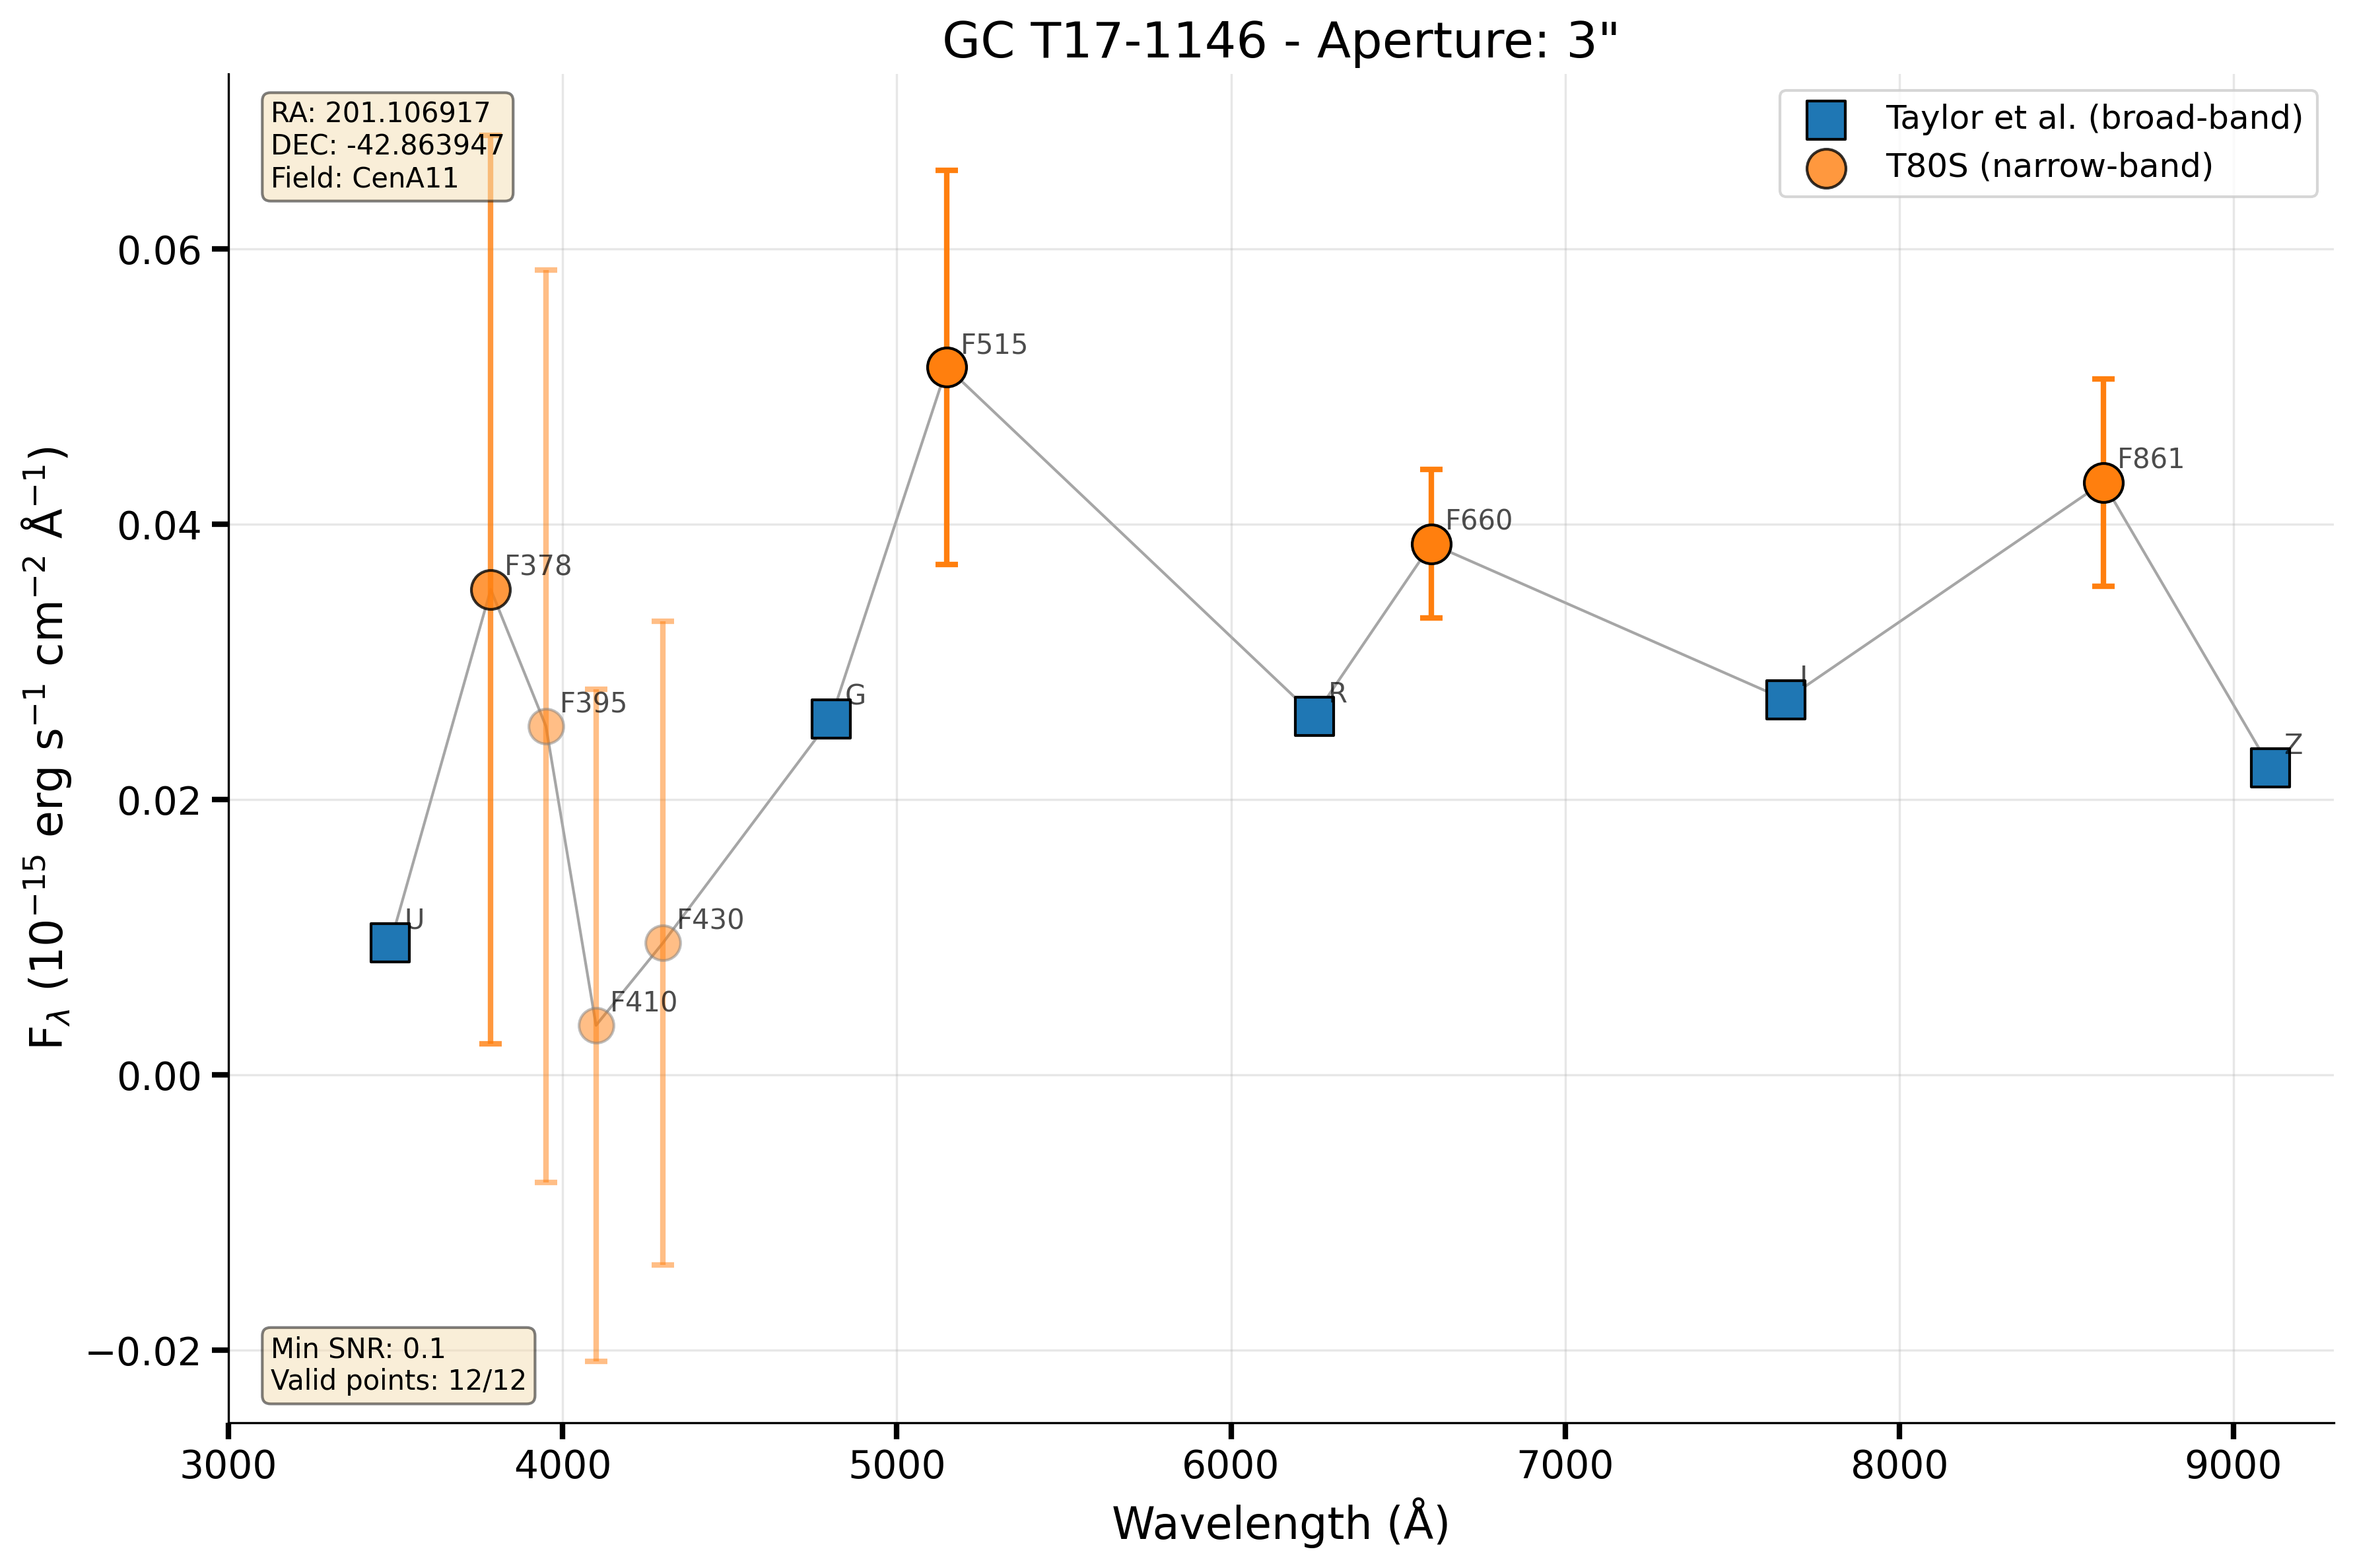 GC T17-1146 - Aperture: 3"
RA: 201.106917
DEC: -42.863947
Field: CenA11
Taylor et al. (broad-band)
T80S (narrow-band)
0.06
0.04
0.02
0.00
−0.02
F_λ (10⁻¹⁵ erg s⁻¹ cm⁻² Å⁻¹)
F515
F861
F660
F378
F395
G
R
I
Z
U
F430
F410
Min SNR: 0.1
Valid points: 12/12
3000 4000 5000 6000 7000 8000 9000
Wavelength (Å)